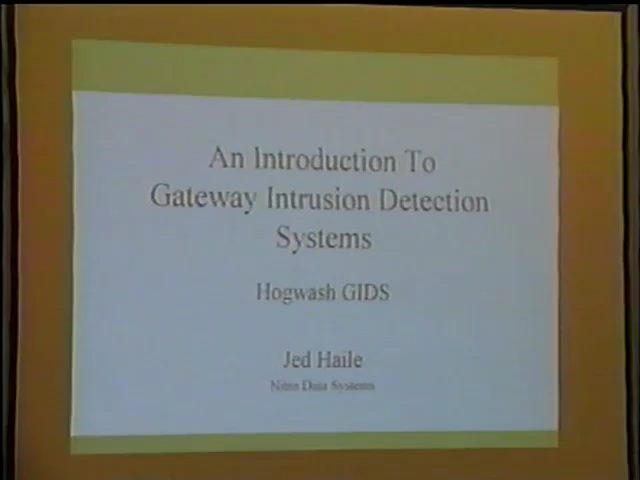 An Introduction To
Gateway Intrusion Detection
Systems
Hogwash GIDS
Jed Haile
Nitro Data Systems